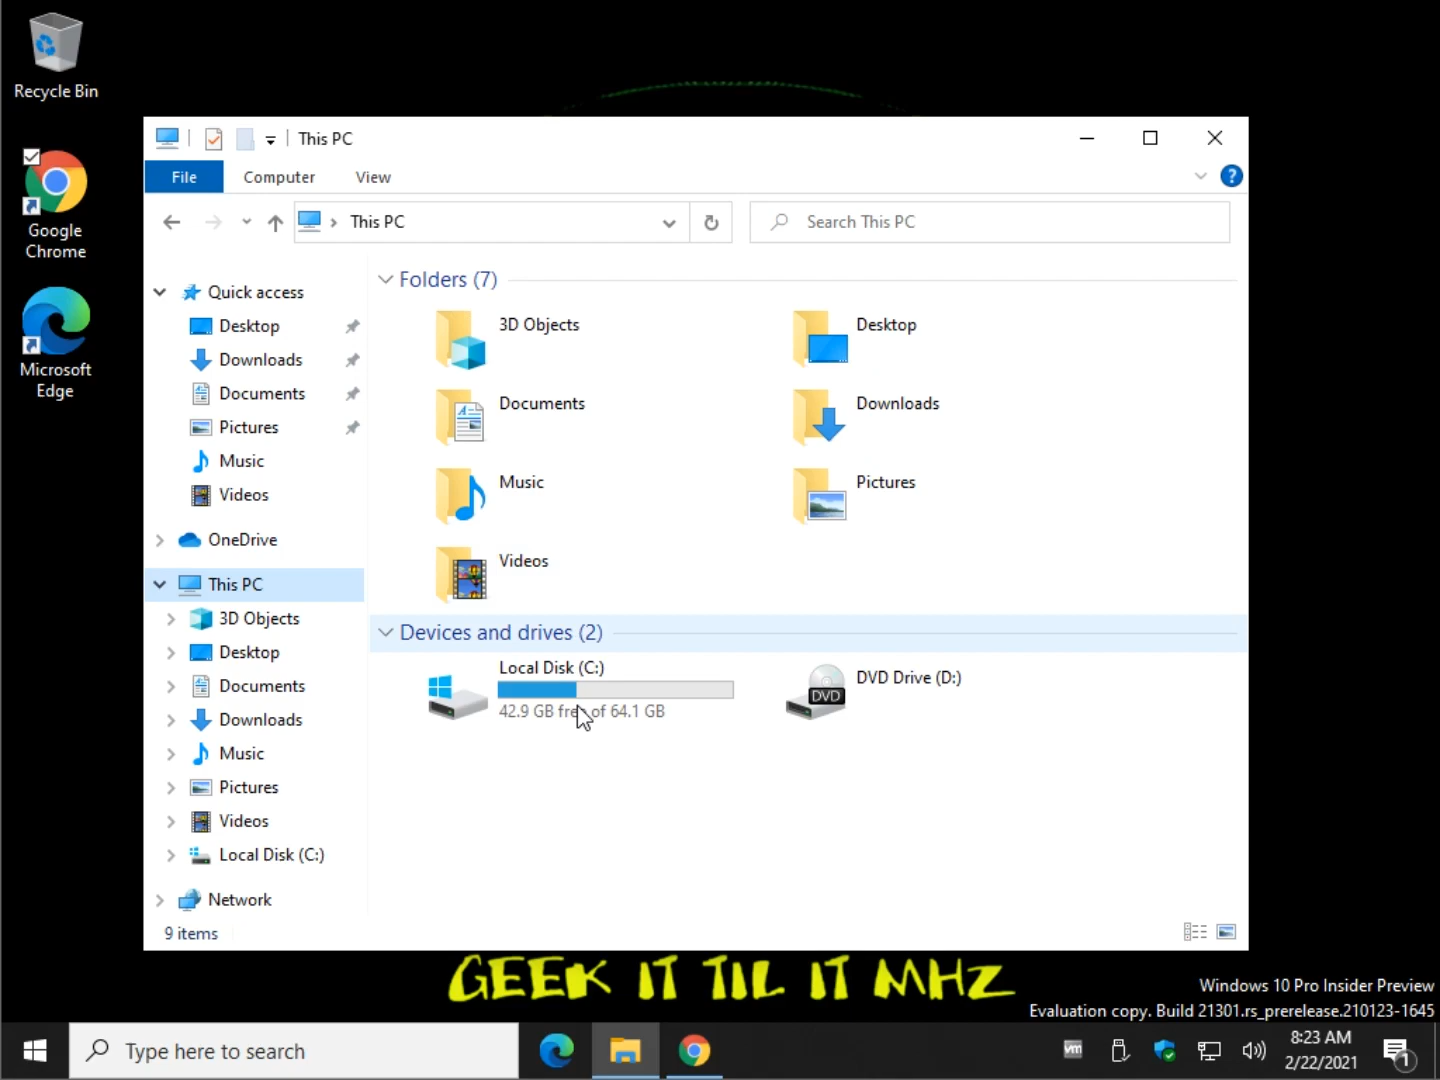 Recycle Bin
Google
Chrome
Microsoft
Edge
This PC
File
Computer
View
?
This PC
Search This PC
Quick access
Desktop
Downloads
Documents
Pictures
Music
Videos
OneDrive
This PC
3D Objects
Desktop
Documents
Downloads
Music
Pictures
Videos
Local Disk (C:)
Network
9 items
Folders (7)
3D Objects
Desktop
Documents
Downloads
Music
Pictures
Videos
Devices and drives (2)
Local Disk (C:)
42.9 GB free of 64.1 GB
DVD
DVD Drive (D:)
GEEK IT TIL IT MHZ
Windows 10 Pro Insider Preview
Evaluation copy. Build 21301.rs_prerelease.210123-1645
Type here to search
vm
8:23 AM
2/22/2021
1